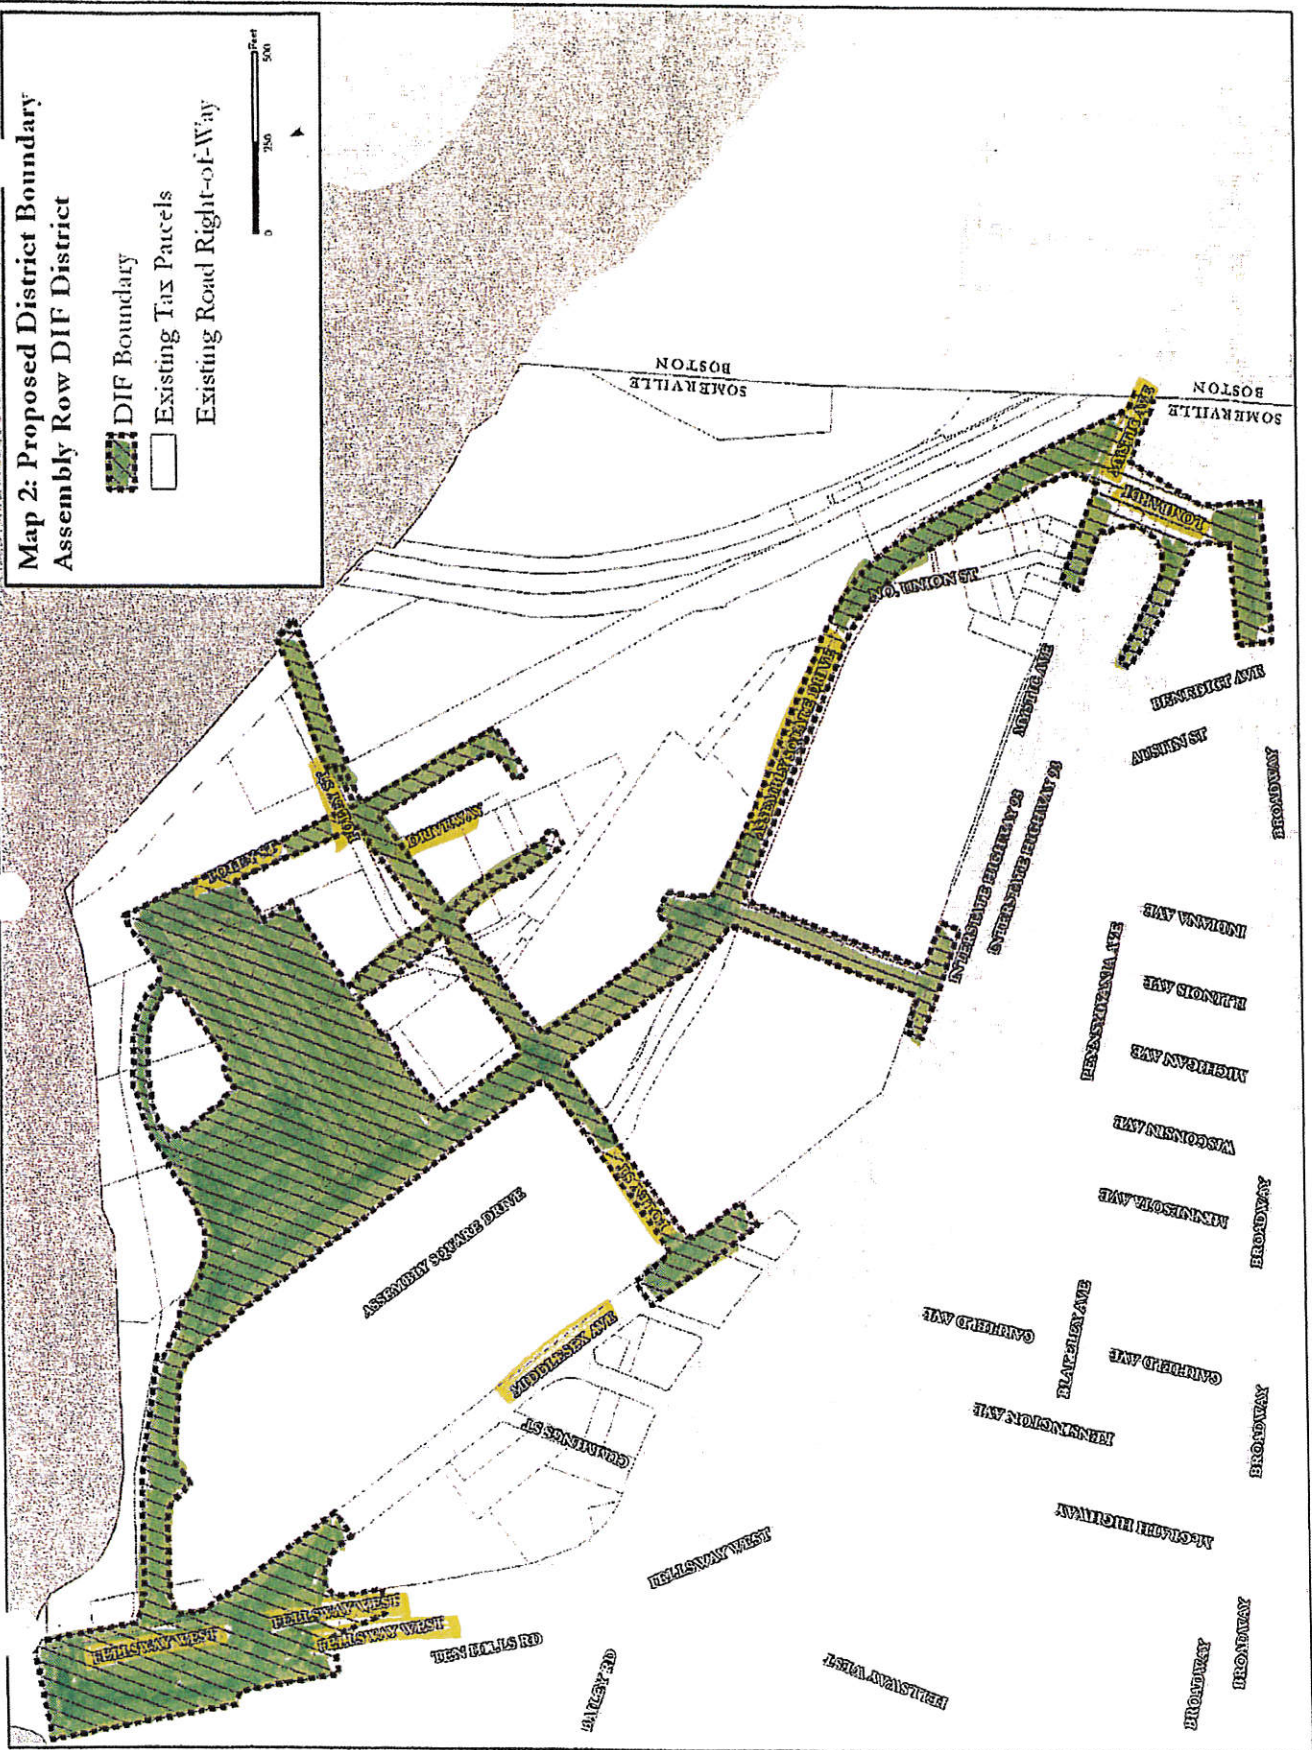 Map 2: Proposed District Boundary
Assembly Row DIF District
DIF Boundary
Existing Tax Parcels
Existing Road Right-of-Way
0 250 500 Feet
BOSTON
SOMERVILLE
SOMERVILLE
BOSTON
MYSTIC AVE
LOMBARDI
ASSEMBLY SQUARE DRIVE
MYSTIC AVE
BENEDICT AVE
AUSTIN ST
BROADWAY
FOLEY ST
INTERSTATE HIGHWAY 93
INTERSTATE HIGHWAY 93
INDIANA AVE
ILLINOIS AVE
PENNSYLVANIA AVE
MICHIGAN AVE
WISCONSIN AVE
MINNESOTA AVE
BROADWAY
FOLEY ST
ASSEMBLY SQUARE DRIVE
MIDDLESEX AVE
GARFIELD AVE
BLAKELEY AVE
GARFIELD AVE
KENSINGTON AVE
BROADWAY
CUMMINGS ST
McGRATH HIGHWAY
FELLSWAY WEST
FELLSWAY WEST
FELLSWAY WEST
FELLSWAY WEST
TEN HILLS RD
BAILEY RD
FELLSWAY WEST
BROADWAY
BROADWAY